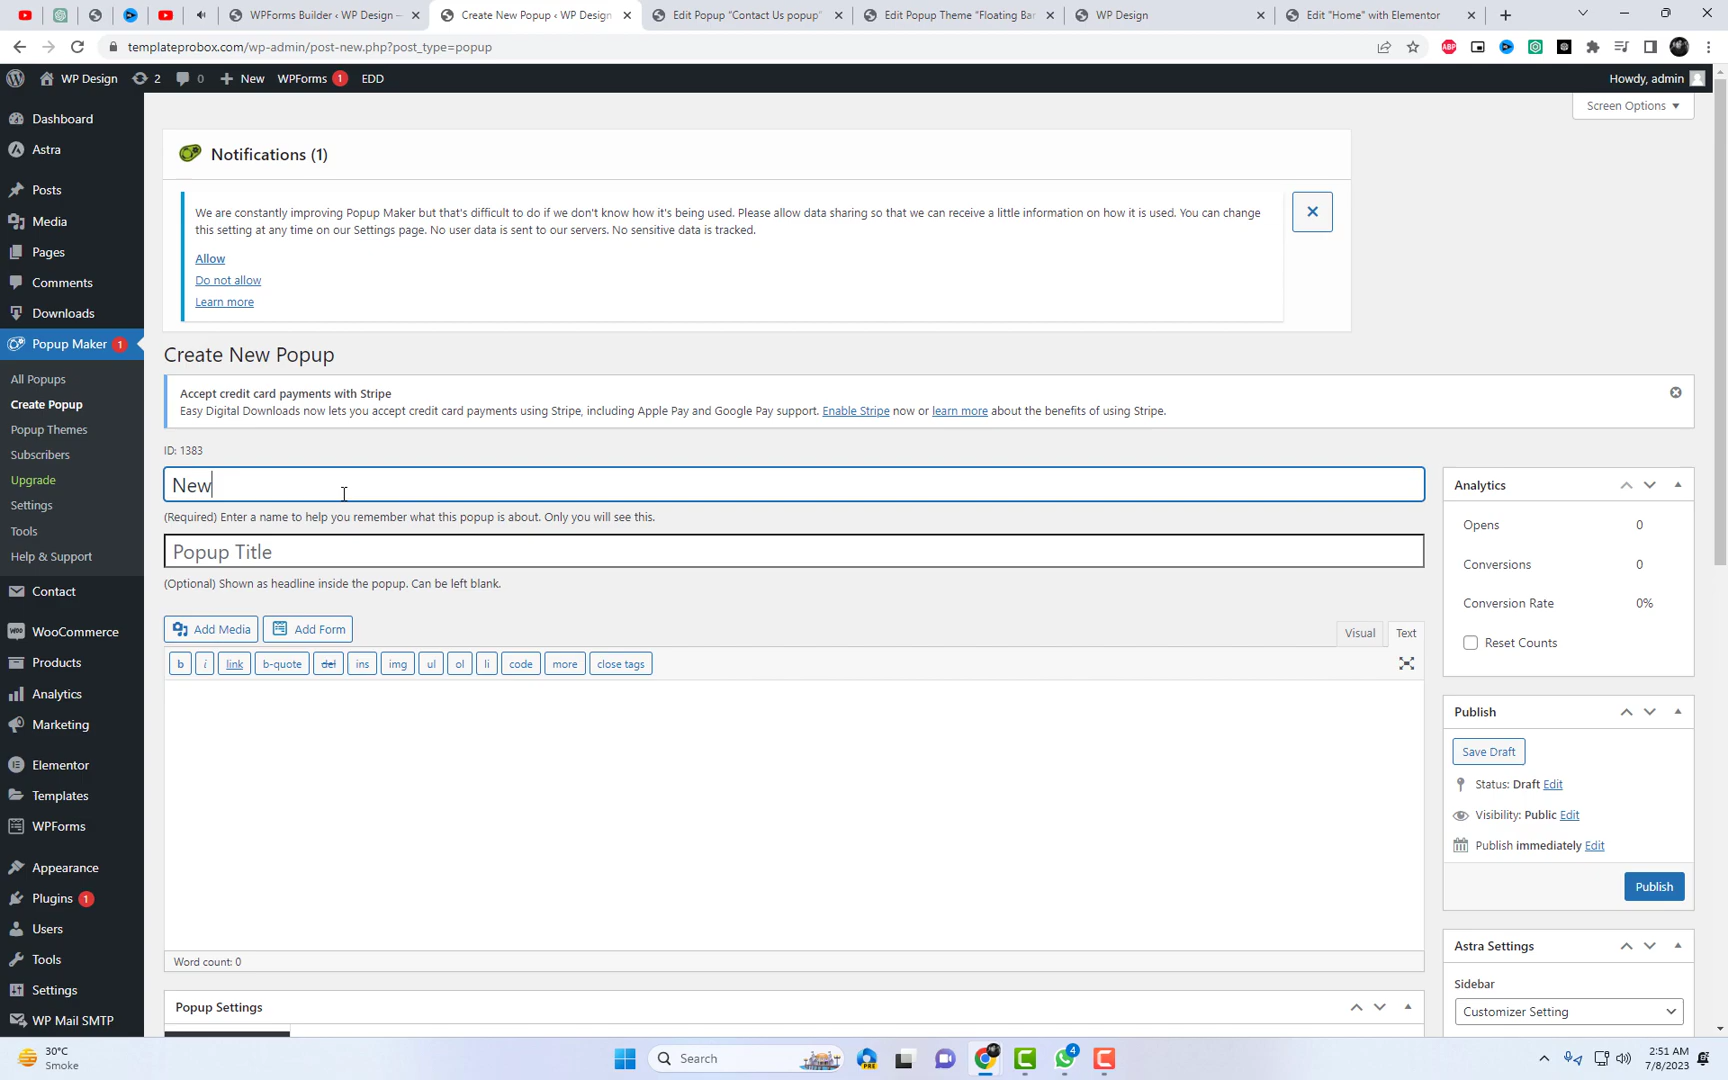 WPForms Builder ‹ WP Design —
Create New Popup ‹ WP Design
Edit Popup “Contact Us popup”
Edit Popup Theme “Floating Bar
WP Design
Edit "Home" with Elementor
templateprobox.com/wp-admin/post-new.php?post_type=popup
WP Design 2 0 New WPForms 1 EDD
Howdy, admin
Screen Options
Dashboard
Astra
Posts
Media
Pages
Comments
Downloads
Popup Maker 1
All Popups
Create Popup
Popup Themes
Subscribers
Upgrade
Settings
Tools
Help & Support
Contact
WooCommerce
Products
Analytics
Marketing
Elementor
Templates
WPForms
Appearance
Plugins 1
Users
Tools
Settings
WP Mail SMTP
Notifications (1)
We are constantly improving Popup Maker but that's difficult to do if we don't know how it's being used. Please allow data sharing so that we can receive a little information on how it is used. You can change
this setting at any time on our Settings page. No user data is sent to our servers. No sensitive data is tracked.
Allow
Do not allow
Learn more
Create New Popup
Accept credit card payments with Stripe
Easy Digital Downloads now lets you accept credit card payments using Stripe, including Apple Pay and Google Pay support. Enable Stripe now or learn more about the benefits of using Stripe.
ID: 1383
New
(Required) Enter a name to help you remember what this popup is about. Only you will see this.
Popup Title
(Optional) Shown as headline inside the popup. Can be left blank.
Add Media Add Form
Visual Text
b i link b-quote del ins img ul ol li code more close tags
Word count: 0
Popup Settings
Analytics
Opens 0
Conversions 0
Conversion Rate 0%
Reset Counts
Publish
Save Draft
Status: Draft Edit
Visibility: Public Edit
Publish immediately Edit
Publish
Astra Settings
Sidebar
Customizer Setting
30°C
Smoke
Search
PRE
4
2:51 AM
7/8/2023